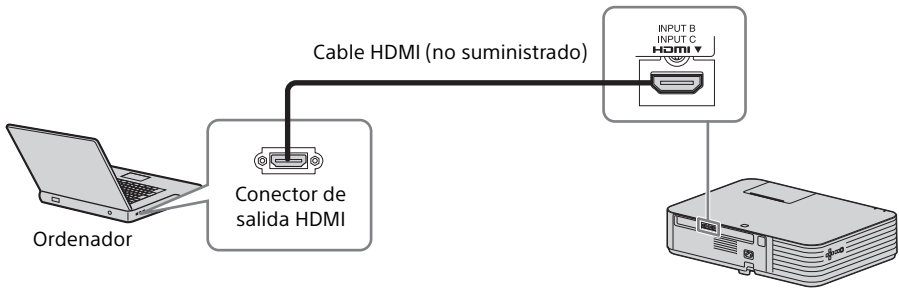 INPUT B
INPUT C
HDMI ▼
Cable HDMI (no suministrado)
Conector de
salida HDMI
Ordenador